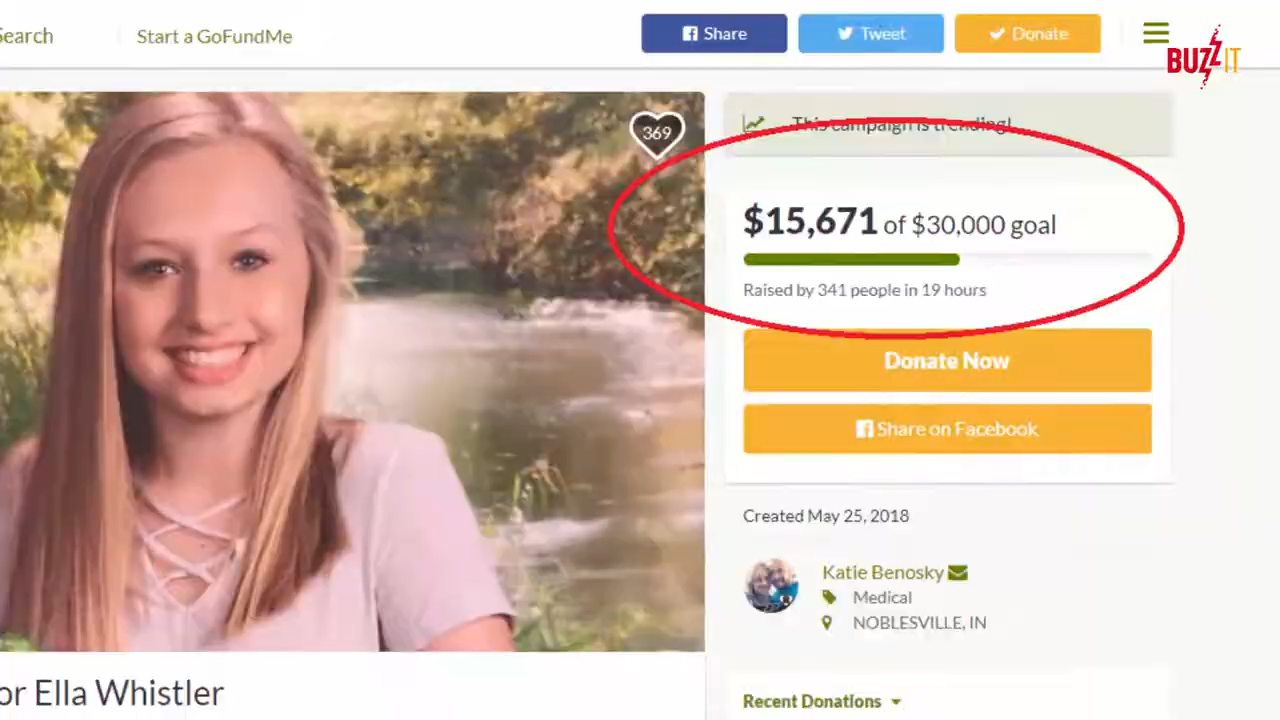 Search
Start a GoFundMe
Share
Tweet
Donate
BUZZ IT
369
This campaign is trending!
$15,671 of $30,000 goal
Raised by 341 people in 19 hours
Donate Now
Share on Facebook
Created May 25, 2018
Katie Benosky
Medical
NOBLESVILLE, IN
or Ella Whistler
Recent Donations